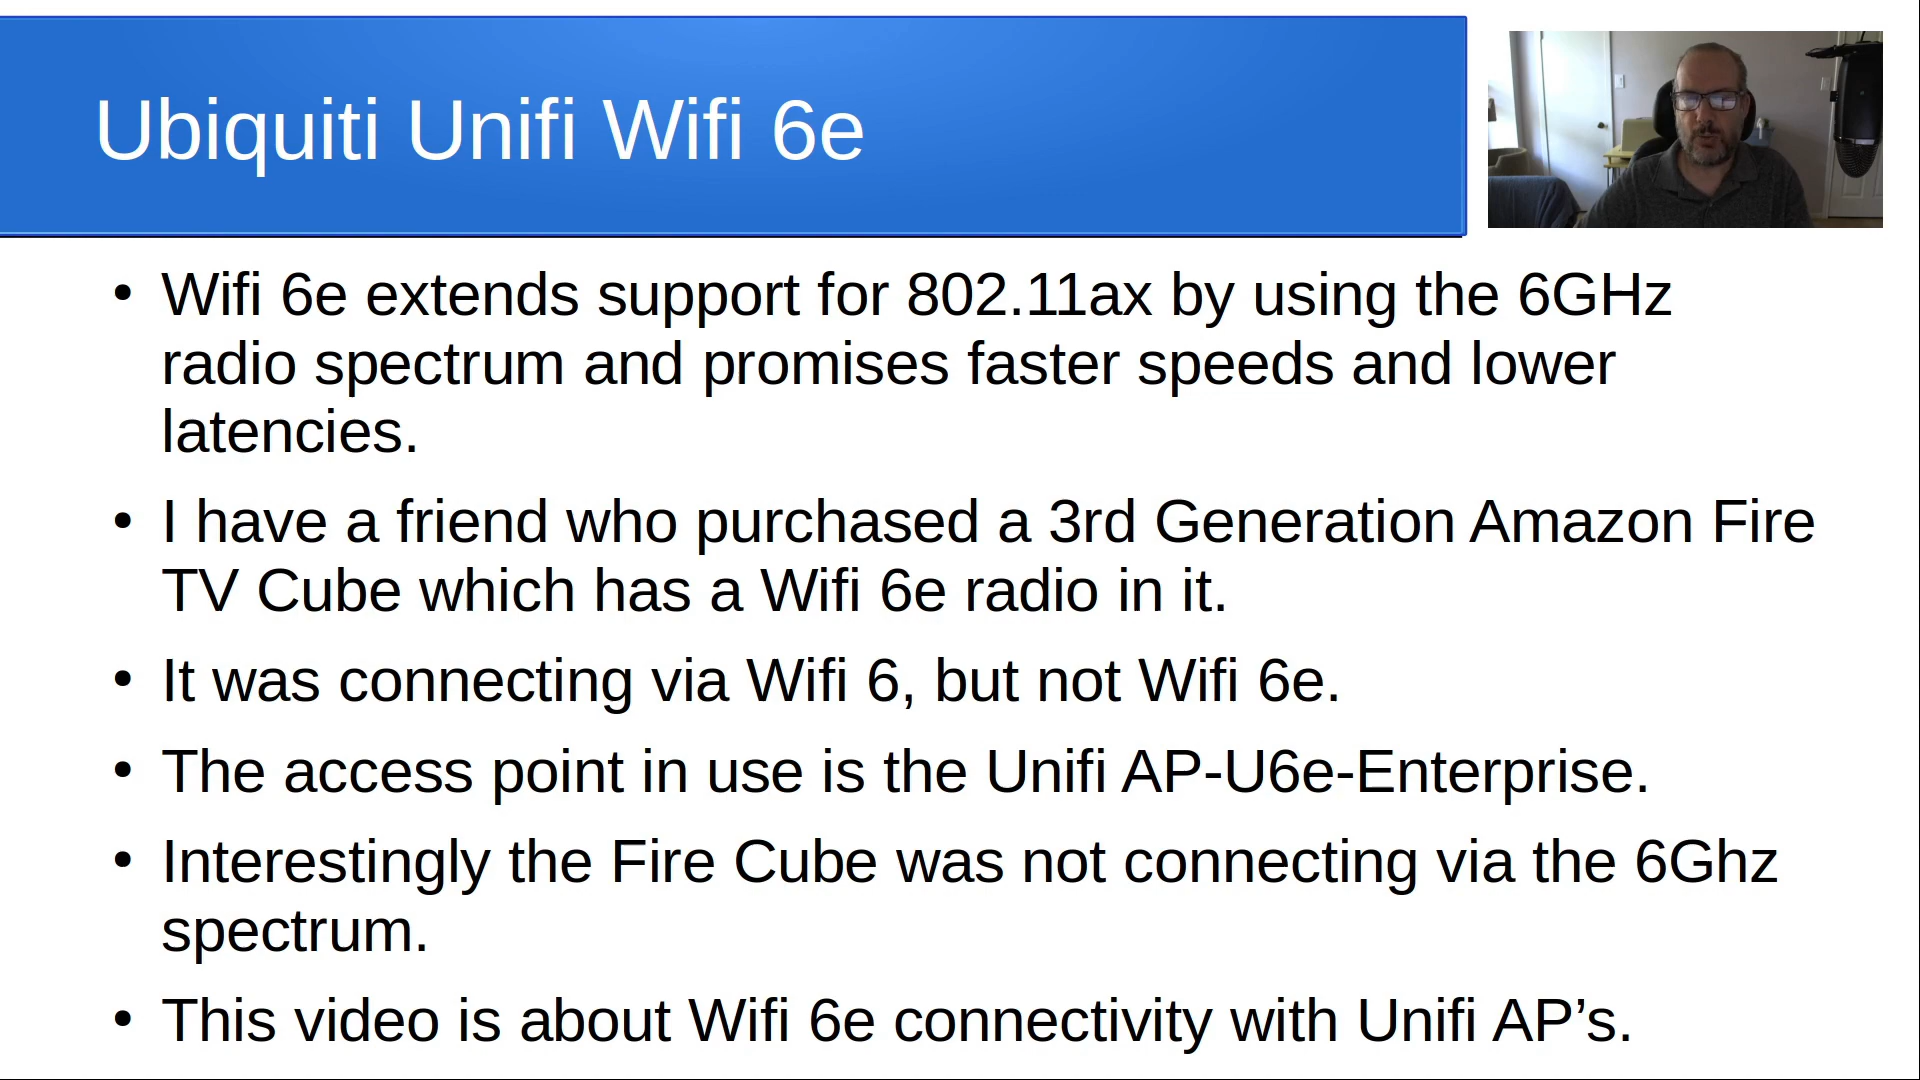 Ubiquiti Unifi Wifi 6e
• Wifi 6e extends support for 802.11ax by using the 6GHz
radio spectrum and promises faster speeds and lower
latencies.
• I have a friend who purchased a 3rd Generation Amazon Fire
TV Cube which has a Wifi 6e radio in it.
• It was connecting via Wifi 6, but not Wifi 6e.
• The access point in use is the Unifi AP-U6e-Enterprise.
• Interestingly the Fire Cube was not connecting via the 6Ghz
spectrum.
• This video is about Wifi 6e connectivity with Unifi AP’s.